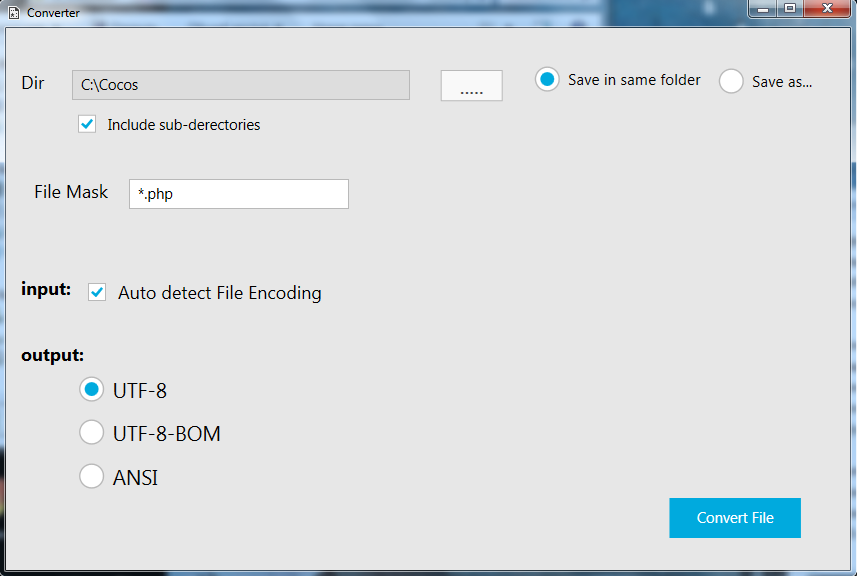 Converter
Dir C:\Cocos ..... Save in same folder Save as...
Include sub-derectories
File Mask *.php
input: Auto detect File Encoding
output:
UTF-8
UTF-8-BOM
ANSI
Convert File